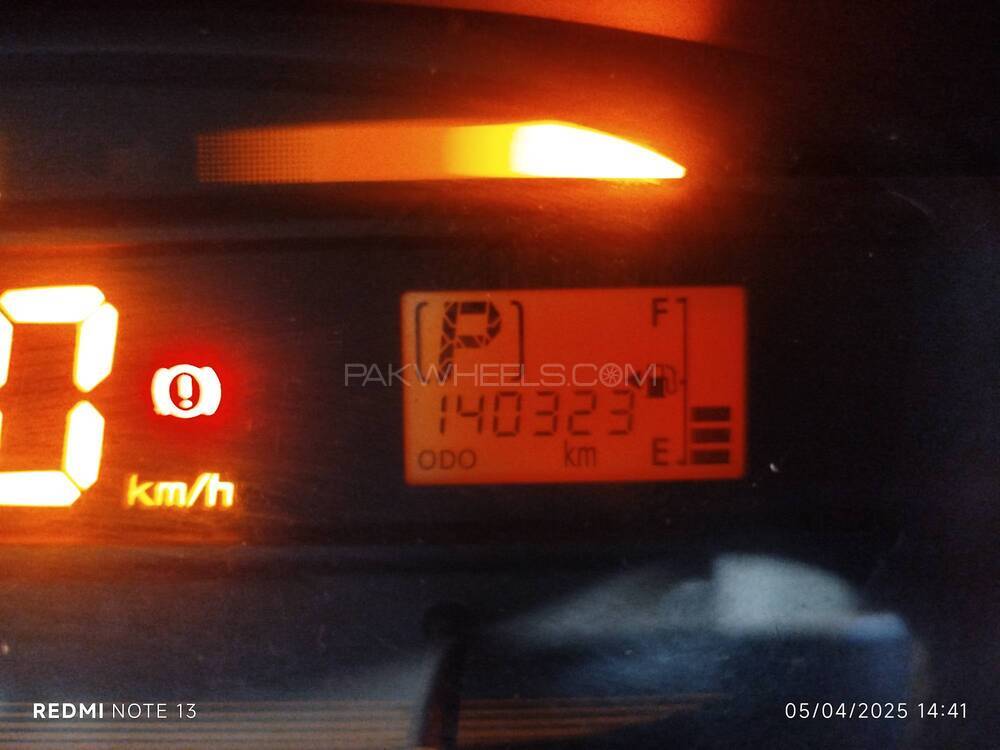 P
F
PAKWHEELS.COM
140323
ODO km E
0
!
km/h
REDMI NOTE 13
05/04/2025 14:41